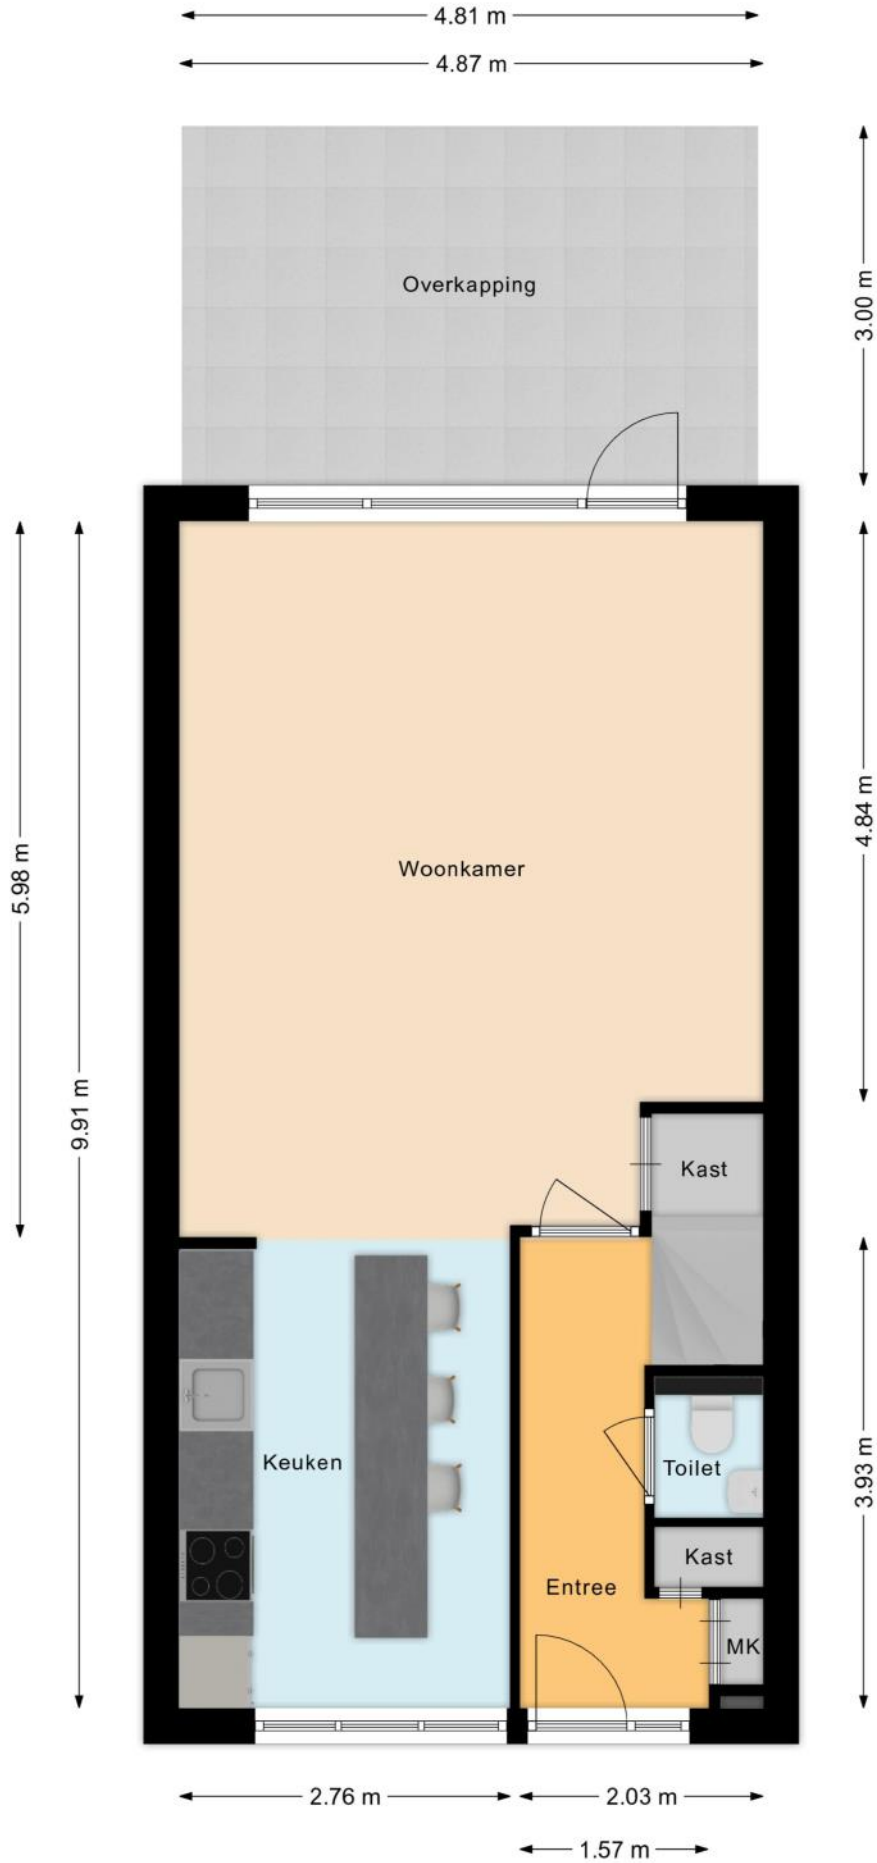 4.81 m
4.87 m
Overkapping
3.00 m
Woonkamer
4.84 m
5.98 m
9.91 m
Kast
Keuken
Toilet
3.93 m
Kast
Entree
MK
2.76 m
2.03 m
1.57 m